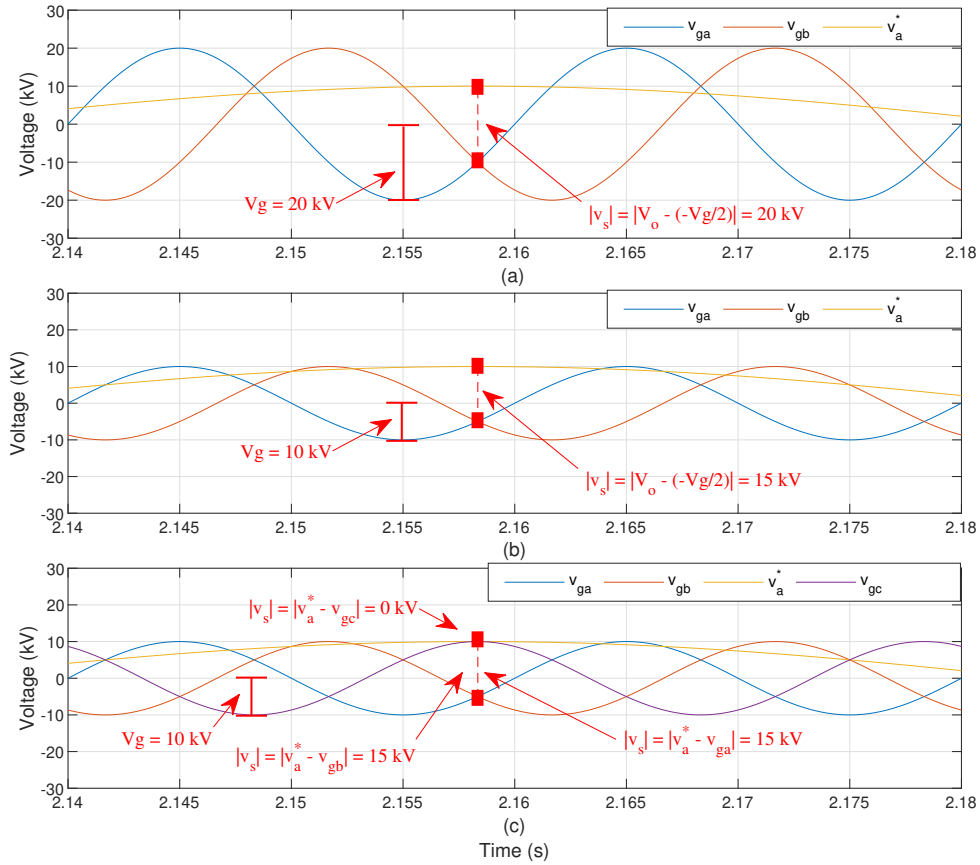 30
20
10
0
-10
-20
-30
Voltage (kV)
v_ga v_gb v_a^*
Vg = 20 kV
|v_s| = |V_o - (-Vg/2)| = 20 kV
2.14 2.145 2.15 2.155 2.16 2.165 2.17 2.175 2.18
(a)
30
20
10
0
-10
-20
-30
Voltage (kV)
v_ga v_gb v_a^*
Vg = 10 kV
|v_s| = |V_o - (-Vg/2)| = 15 kV
2.14 2.145 2.15 2.155 2.16 2.165 2.17 2.175 2.18
(b)
30
20
10
0
-10
-20
-30
Voltage (kV)
v_ga v_gb v_a^* v_gc
|v_s| = |v_a^* - v_gc| = 0 kV
Vg = 10 kV
|v_s| = |v_a^* - v_gb| = 15 kV
|v_s| = |v_a^* - v_ga| = 15 kV
2.14 2.145 2.15 2.155 2.16 2.165 2.17 2.175 2.18
(c)
Time (s)